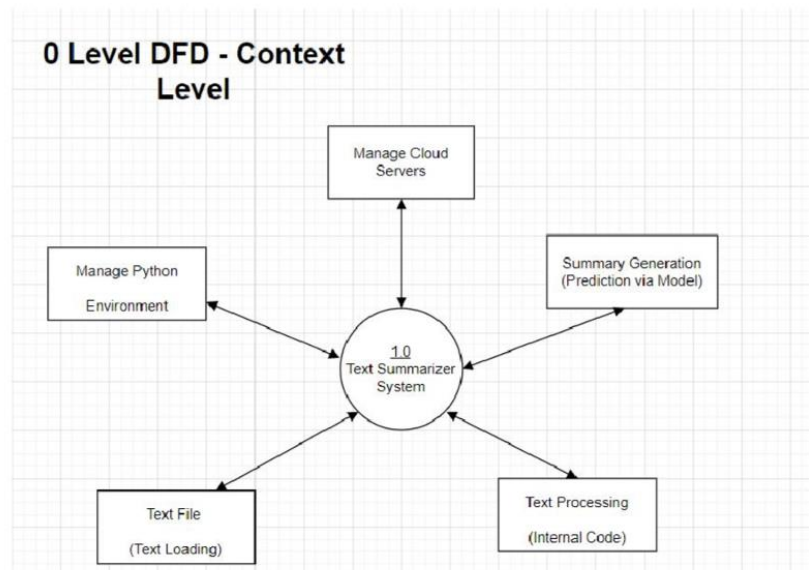 0 Level DFD - Context
Level
Manage Cloud
Servers
Manage Python
Environment
Summary Generation
(Prediction via Model)
1.0
Text Summarizer
System
Text File
(Text Loading)
Text Processing
(Internal Code)